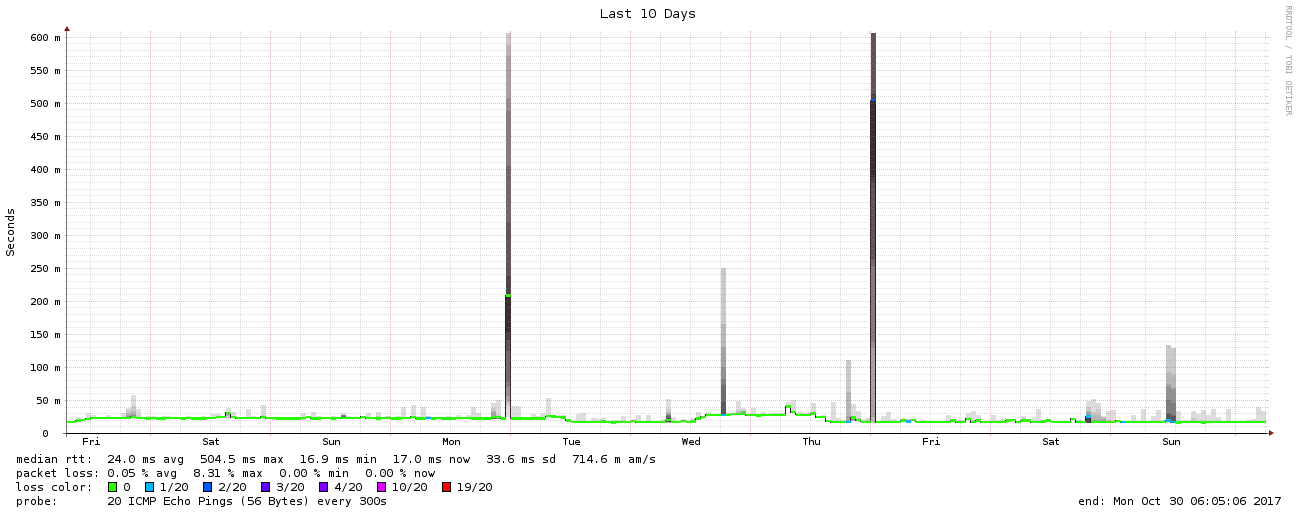 Last 10 Days
RRDTOOL / TOBI OETIKER
Seconds
600 m
550 m
500 m
450 m
400 m
350 m
300 m
250 m
200 m
150 m
100 m
50 m
0
Fri Sat Sun Mon Tue Wed Thu Fri Sat Sun
median rtt: 24.0 ms avg 504.5 ms max 16.9 ms min 17.0 ms now 33.6 ms sd 714.6 m am/s
packet loss: 0.05 % avg 8.31 % max 0.00 % min 0.00 % now
loss color: 0 1/20 2/20 3/20 4/20 10/20 19/20
probe: 20 ICMP Echo Pings (56 Bytes) every 300s end: Mon Oct 30 06:05:06 2017